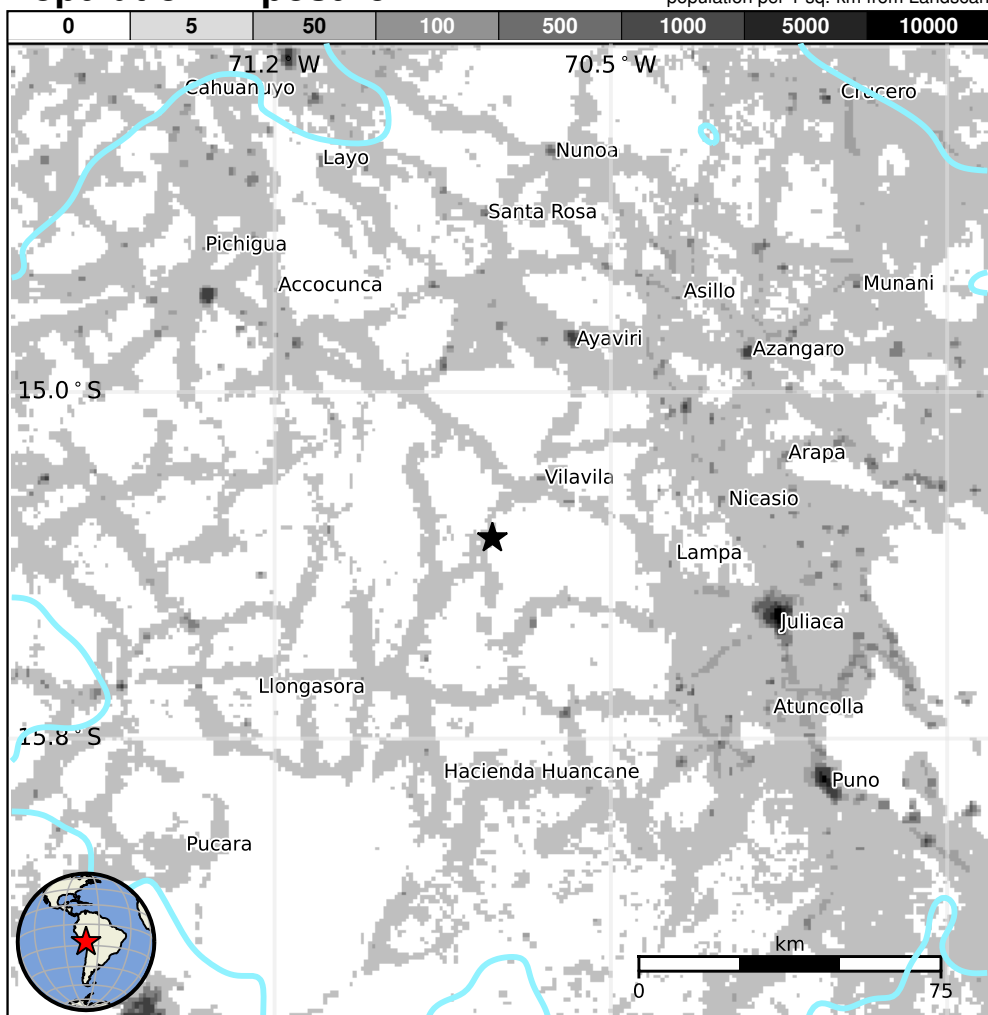 population per 1 sq. km from Landscan
0 5 50 100 500 1000 5000 10000
71.2°W 70.5°W
Cahuanuyo
Crucero
Layo
Nunoa
Santa Rosa
Pichigua
Accocunca
Asillo
Munani
Ayaviri
Azangaro
15.0°S
Arapa
Vilavila
Nicasio
Lampa
Juliaca
Llongasora
Atuncolla
15.8°S
Hacienda Huancane
Puno
Pucara
km
0 75